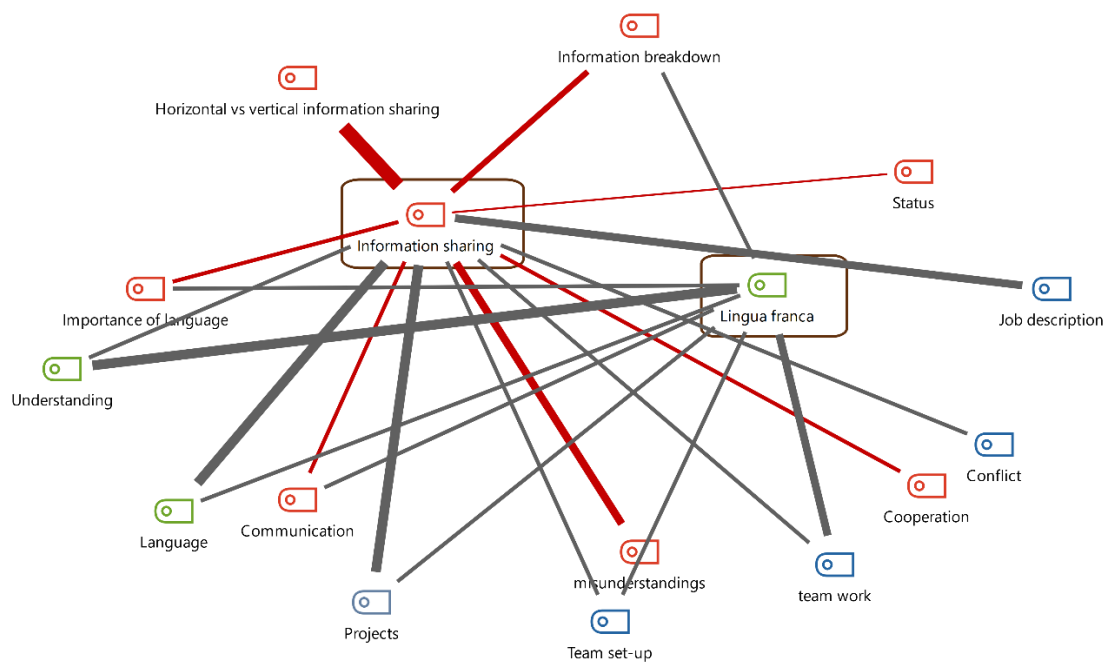 Information breakdown
Horizontal vs vertical information sharing
Status
Information sharing
Importance of language
Lingua franca
Job description
Understanding
Conflict
Language
Communication
Cooperation
misunderstandings
team work
Projects
Team set-up